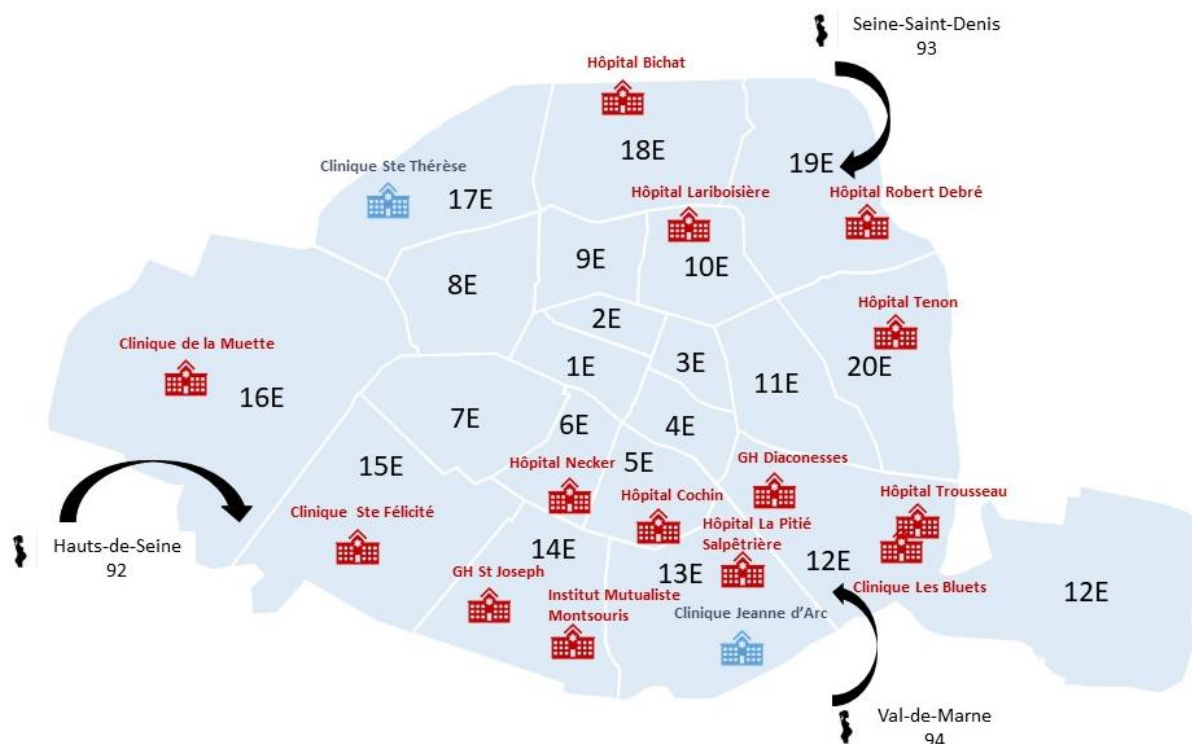 Seine-Saint-Denis
93
Hôpital Bichat
18E
19E
Clinique Ste Thérèse
17E
Hôpital Lariboisière
Hôpital Robert Debré
9E
10E
8E
2E
Hôpital Tenon
Clinique de la Muette
1E
3E
11E
20E
16E
7E
6E
4E
15E
Hôpital Necker
5E
GH Diaconesses
Hôpital Cochin
Hôpital Trousseau
Clinique Ste Félicité
Hôpital La Pitié
Salpêtrière
Hauts-de-Seine
92
14E
13E
12E
Clinique Les Bluets
12E
GH St Joseph
Institut Mutualiste
Montsouris
Clinique Jeanne d'Arc
Val-de-Marne
94